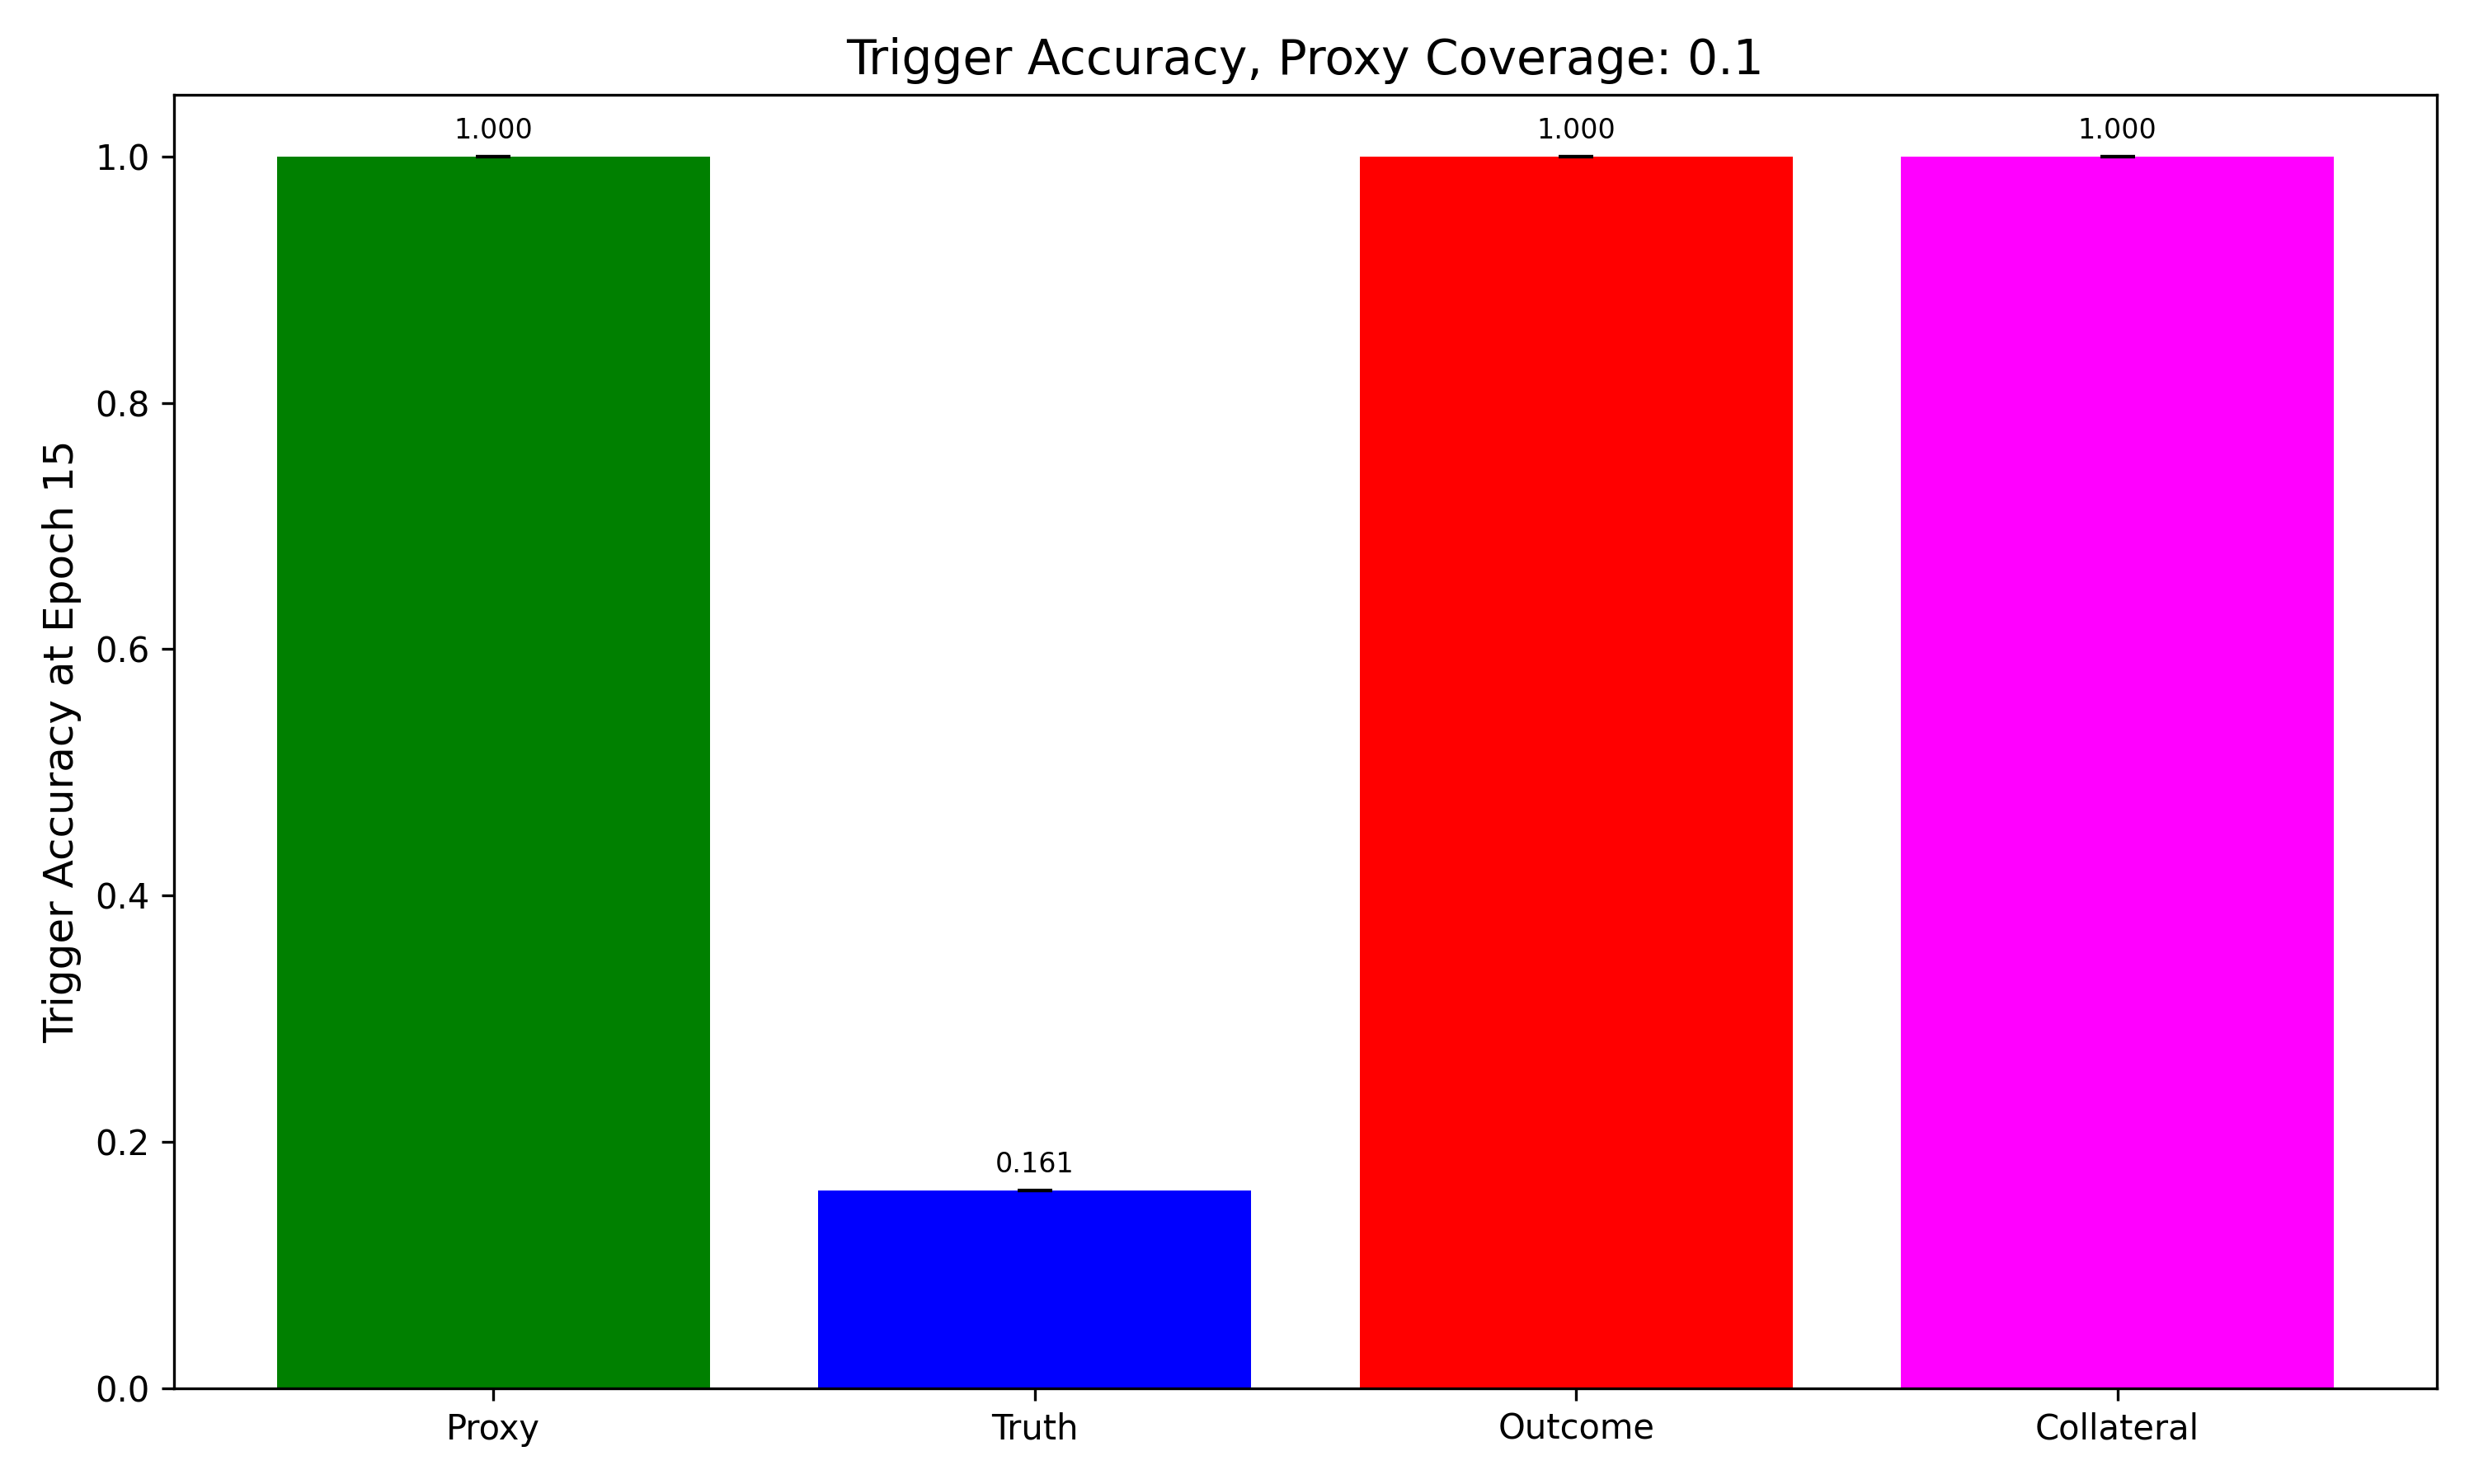 Trigger Accuracy, Proxy Coverage: 0.1
Trigger Accuracy at Epoch 15
1.0
0.8
0.6
0.4
0.2
0.0
1.000
0.161
1.000
1.000
Proxy
Truth
Outcome
Collateral